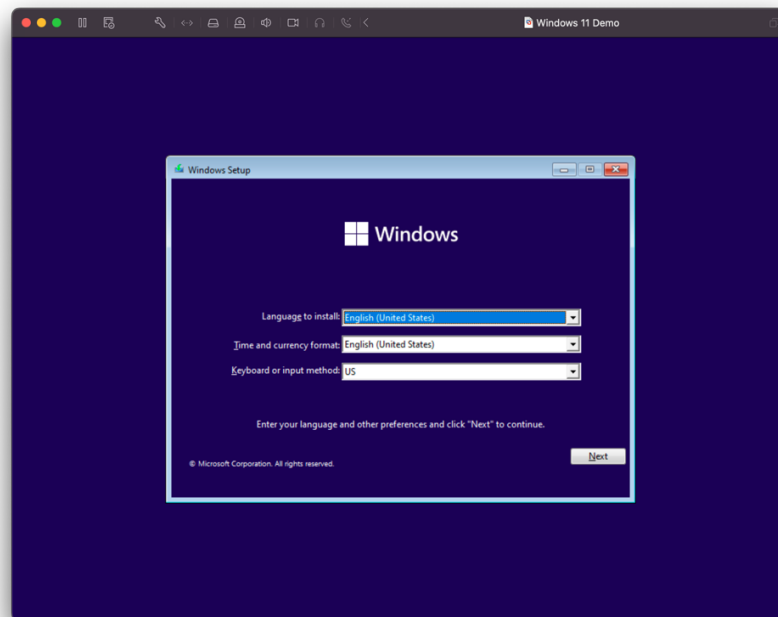 Windows 11 Demo
Windows Setup
Windows
Language to install: English (United States)
Time and currency format: English (United States)
Keyboard or input method: US
Enter your language and other preferences and click "Next" to continue.
Next
© Microsoft Corporation. All rights reserved.